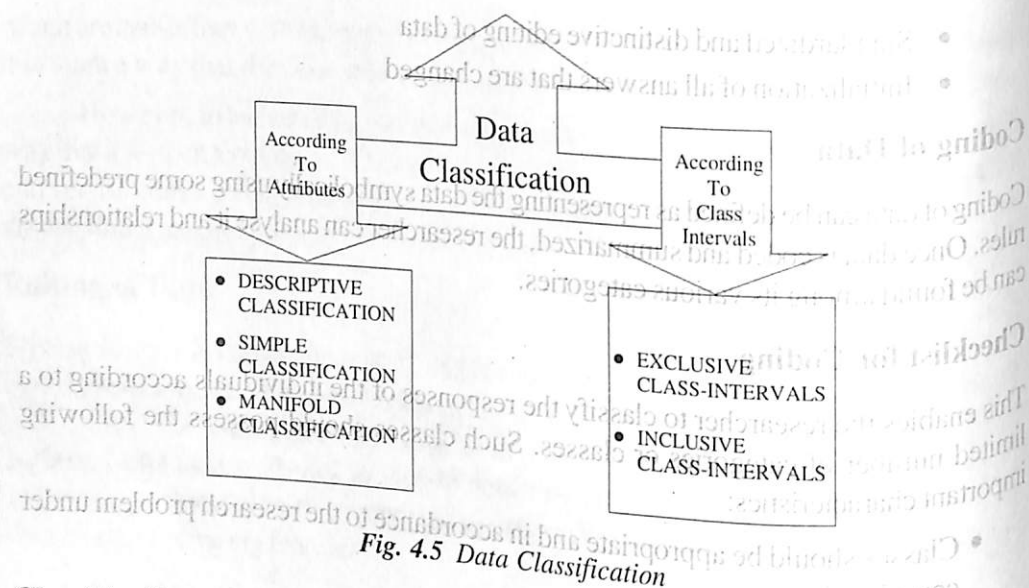 Data
Classification
According
To
Attributes
According
To
Class
Intervals
• DESCRIPTIVE
CLASSIFICATION
• SIMPLE
CLASSIFICATION
• MANIFOLD
CLASSIFICATION
• EXCLUSIVE
CLASS-INTERVALS
• INCLUSIVE
CLASS-INTERVALS
Fig. 4.5 Data Classification
• Standardized and distinctive editing of data
• Initialization of all answers that are changed
Coding of Data
Coding of data can be defined as representing the data symbolically using some predefined
rules. Once data is coded and summarized, the researcher can analyse it and relationships
can be found among its various categories.
Checklist for Coding
This enables the researcher to classify the responses of the individuals according to a
limited number of categories or classes. Such classes should possess the following
important characteristics:
• Classes should be appropriate and in accordance to the research problem under